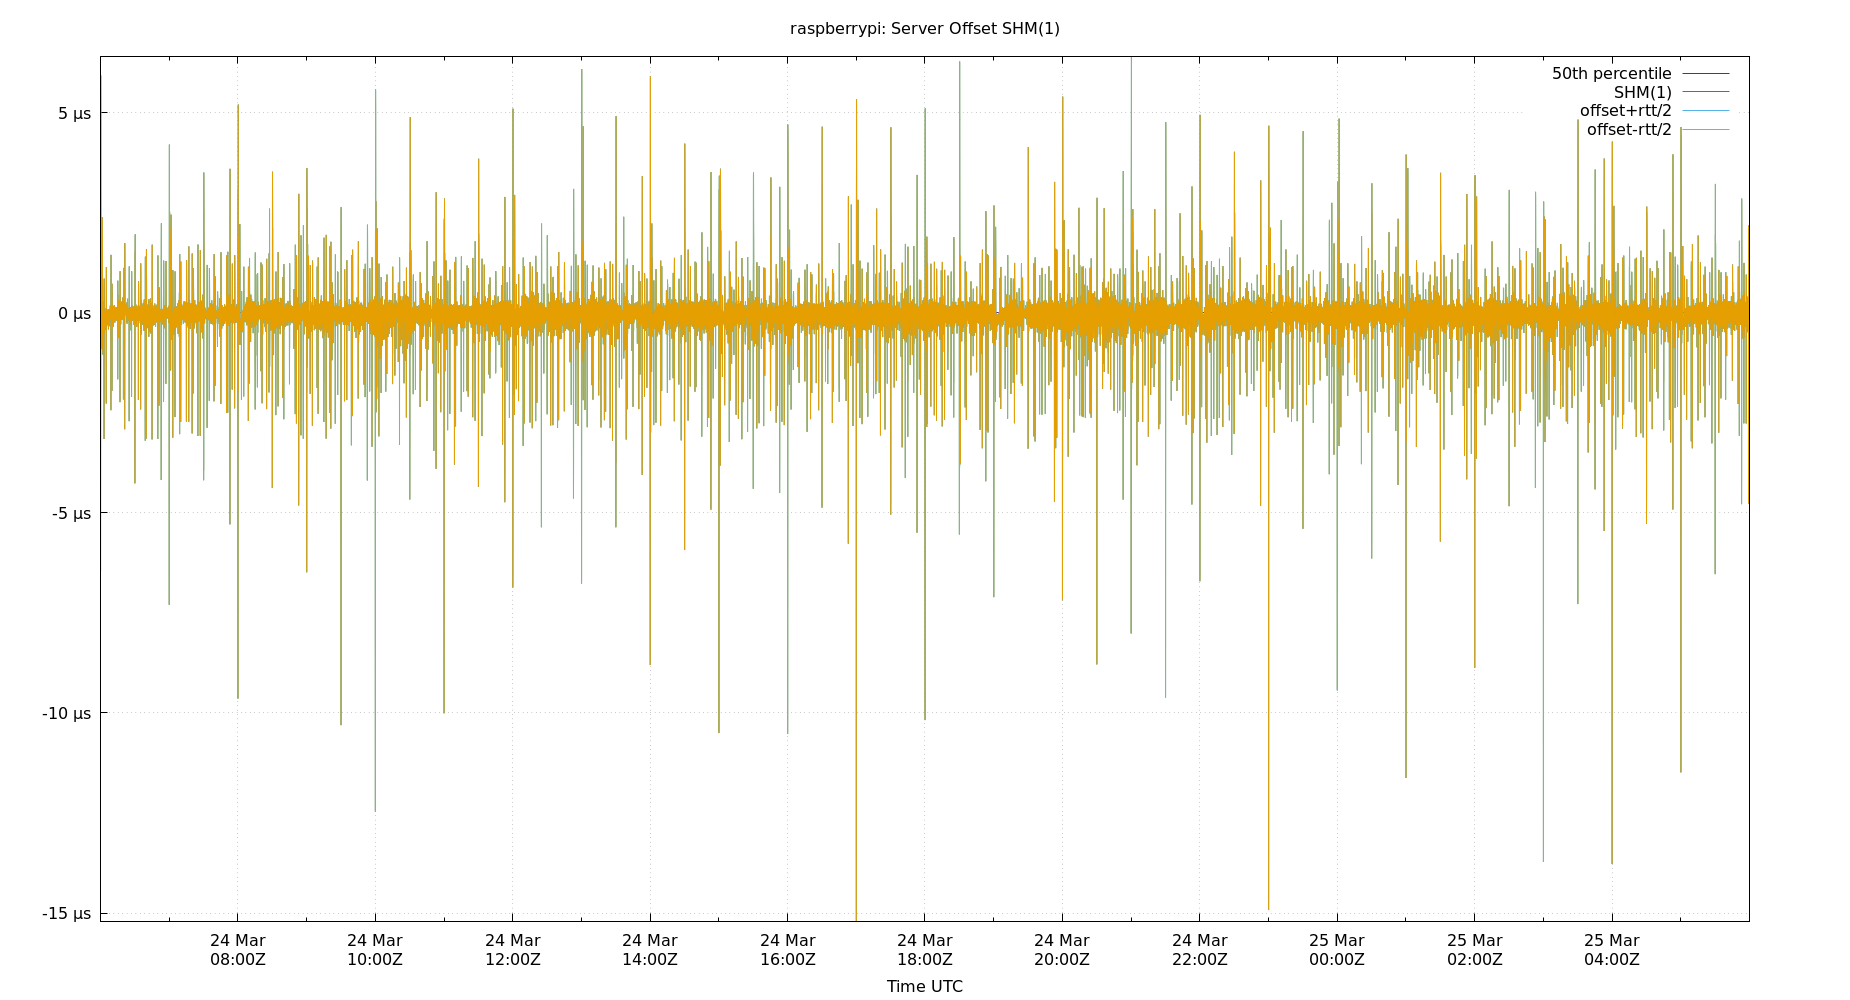 raspberrypi: Server Offset SHM(1)
50th percentile
SHM(1)
offset+rtt/2
offset-rtt/2
5 µs
0 µs
-5 µs
-10 µs
-15 µs
24 Mar 24 Mar 24 Mar 24 Mar 24 Mar 24 Mar 24 Mar 24 Mar 25 Mar 25 Mar 25 Mar
08:00Z 10:00Z 12:00Z 14:00Z 16:00Z 18:00Z 20:00Z 22:00Z 00:00Z 02:00Z 04:00Z
Time UTC